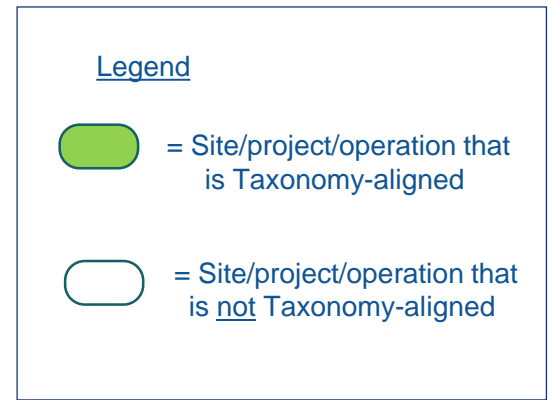 Legend
= Site/project/operation that
is Taxonomy-aligned
= Site/project/operation that
is not Taxonomy-aligned